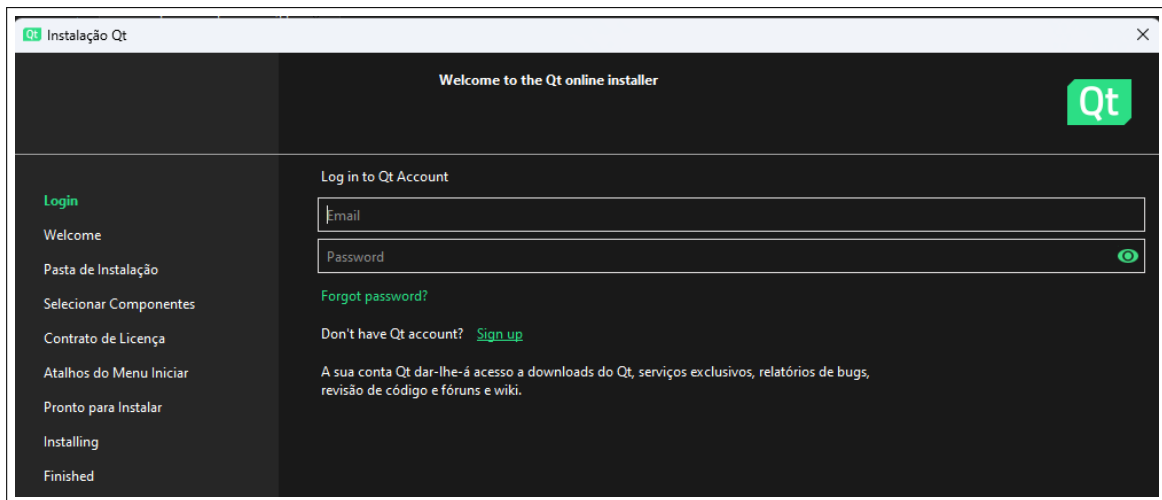 Qt Instalação Qt
Welcome to the Qt online installer
Qt
Login
Welcome
Pasta de Instalação
Selecionar Componentes
Contrato de Licença
Atalhos do Menu Iniciar
Pronto para Instalar
Installing
Finished
Log in to Qt Account
Email
Password
Forgot password?
Don't have Qt account? Sign up
A sua conta Qt dar-lhe-á acesso a downloads do Qt, serviços exclusivos, relatórios de bugs,
revisão de código e fóruns e wiki.